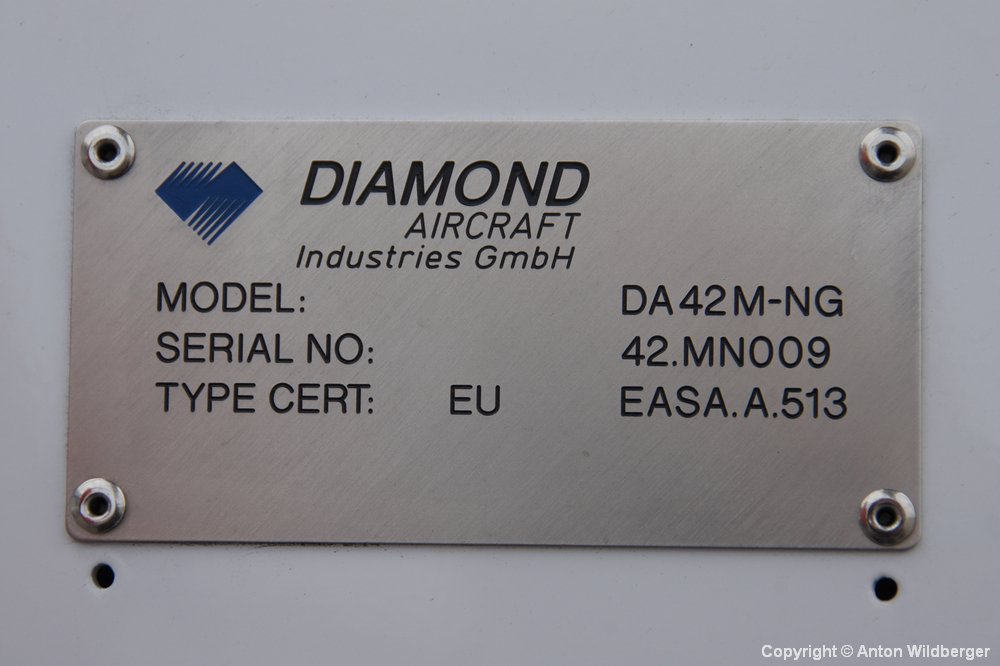 DIAMOND
AIRCRAFT
Industries GmbH
MODEL: DA42M-NG
SERIAL NO: 42.MN009
TYPE CERT: EU EASA.A.513
Copyright © Anton Wildberger